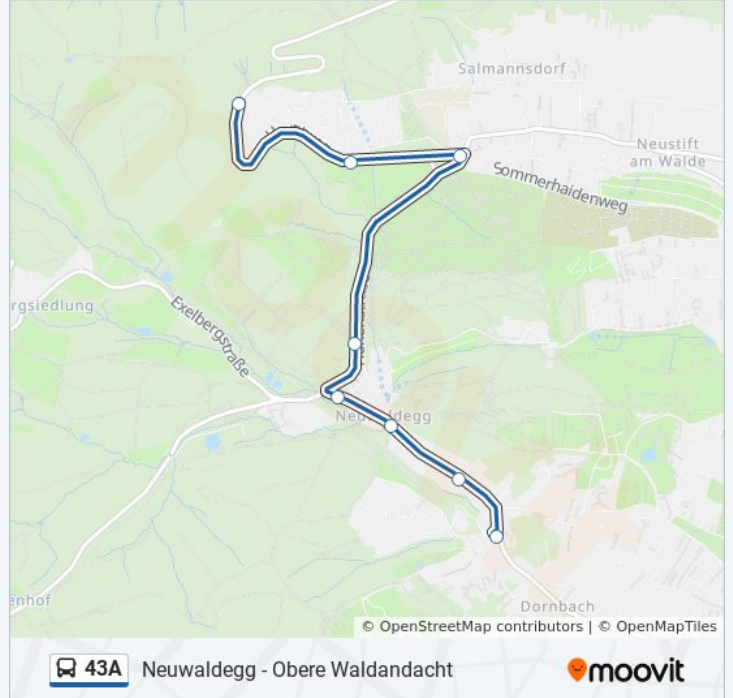 Salmannsdorf
Neustift
am Walde
Sommerhaidenweg
rgsiedlung
Exelbergstraße
Neuwaldegg
enhof
Dornbach
© OpenStreetMap contributors | © OpenMapTiles
43A
Neuwaldegg - Obere Waldandacht
moovit